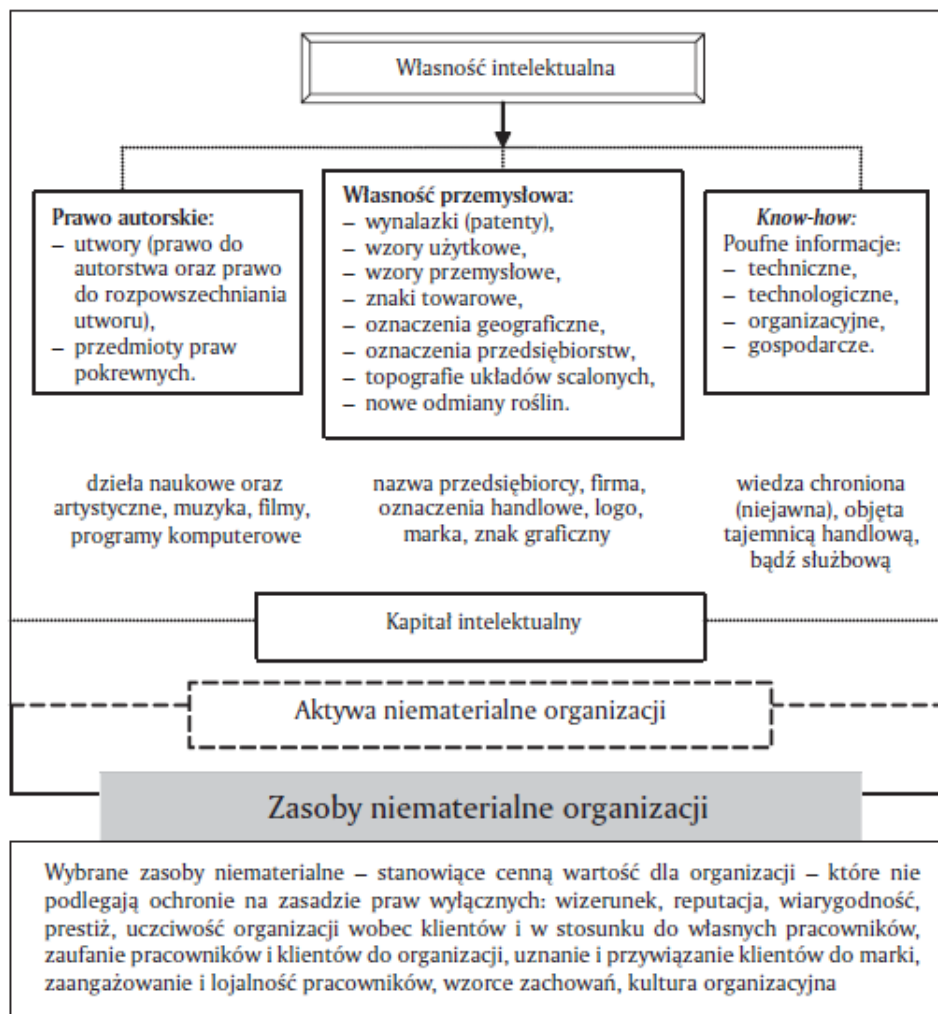 Własność intelektualna
Prawo autorskie:
– utwory (prawo do
autorstwa oraz prawo
do rozpowszechniania
utworu),
– przedmioty praw
pokrewnych.
Własność przemysłowa:
– wynalazki (patenty),
– wzory użytkowe,
– wzory przemysłowe,
– znaki towarowe,
– oznaczenia geograficzne,
– oznaczenia przedsiębiorstw,
– topografie układów scalonych,
– nowe odmiany roślin.
Know-how:
Poufne informacje:
– techniczne,
– technologiczne,
– organizacyjne,
– gospodarcze.
dzieła naukowe oraz
artystyczne, muzyka, filmy,
programy komputerowe
nazwa przedsiębiorcy, firma,
oznaczenia handlowe, logo,
marka, znak graficzny
wiedza chroniona
(niejawna), objęta
tajemnicą handlową,
bądź służbową
Kapitał intelektualny
Aktywa niematerialne organizacji
Zasoby niematerialne organizacji
Wybrane zasoby niematerialne – stanowiące cenną wartość dla organizacji – które nie
podlegają ochronie na zasadzie praw wyłącznych: wizerunek, reputacja, wiarygodność,
prestiż, uczciwość organizacji wobec klientów i w stosunku do własnych pracowników,
zaufanie pracowników i klientów do organizacji, uznanie i przywiązanie klientów do marki,
zaangażowanie i lojalność pracowników, wzorce zachowań, kultura organizacyjna